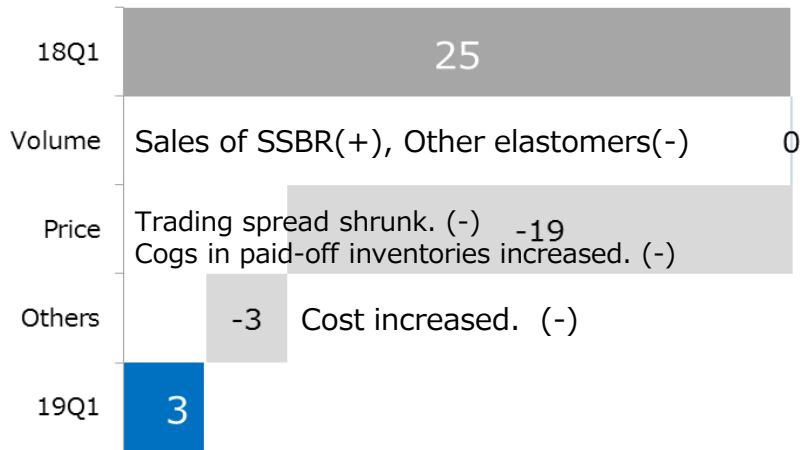 18Q1
25
Volume
Sales of SSBR(+), Other elastomers(-)
0
Price
Trading spread shrunk. (-)
-19
Cogs in paid-off inventories increased. (-)
Others
-3
Cost increased. (-)
19Q1
3